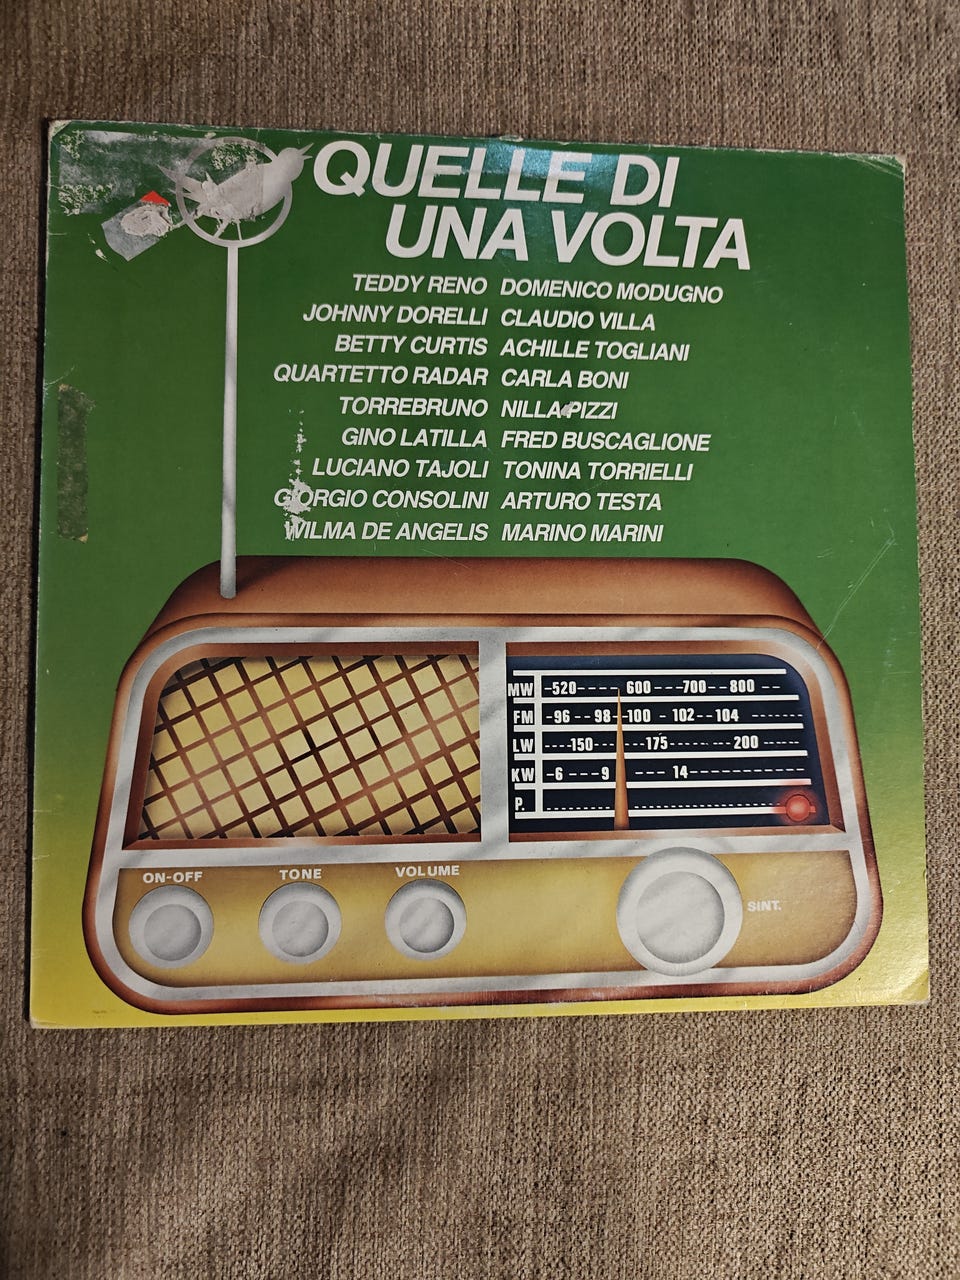 QUELLE DI
UNA VOLTA
TEDDY RENO DOMENICO MODUGNO
JOHNNY DORELLI CLAUDIO VILLA
BETTY CURTIS ACHILLE TOGLIANI
QUARTETTO RADAR CARLA BONI
TORREBRUNO NILLA PIZZI
GINO LATILLA FRED BUSCAGLIONE
LUCIANO TAJOLI TONINA TORRIELLI
GIORGIO CONSOLINI ARTURO TESTA
WILMA DE ANGELIS MARINO MARINI
MW -520---- 600 ---700--800 --
FM -96 -- 98 -100 - 102--104 ------
LW ---150---- ---175------- 200 -----
KW -6 ---9 ---- 14------------
P.
ON-OFF TONE VOLUME
SINT.